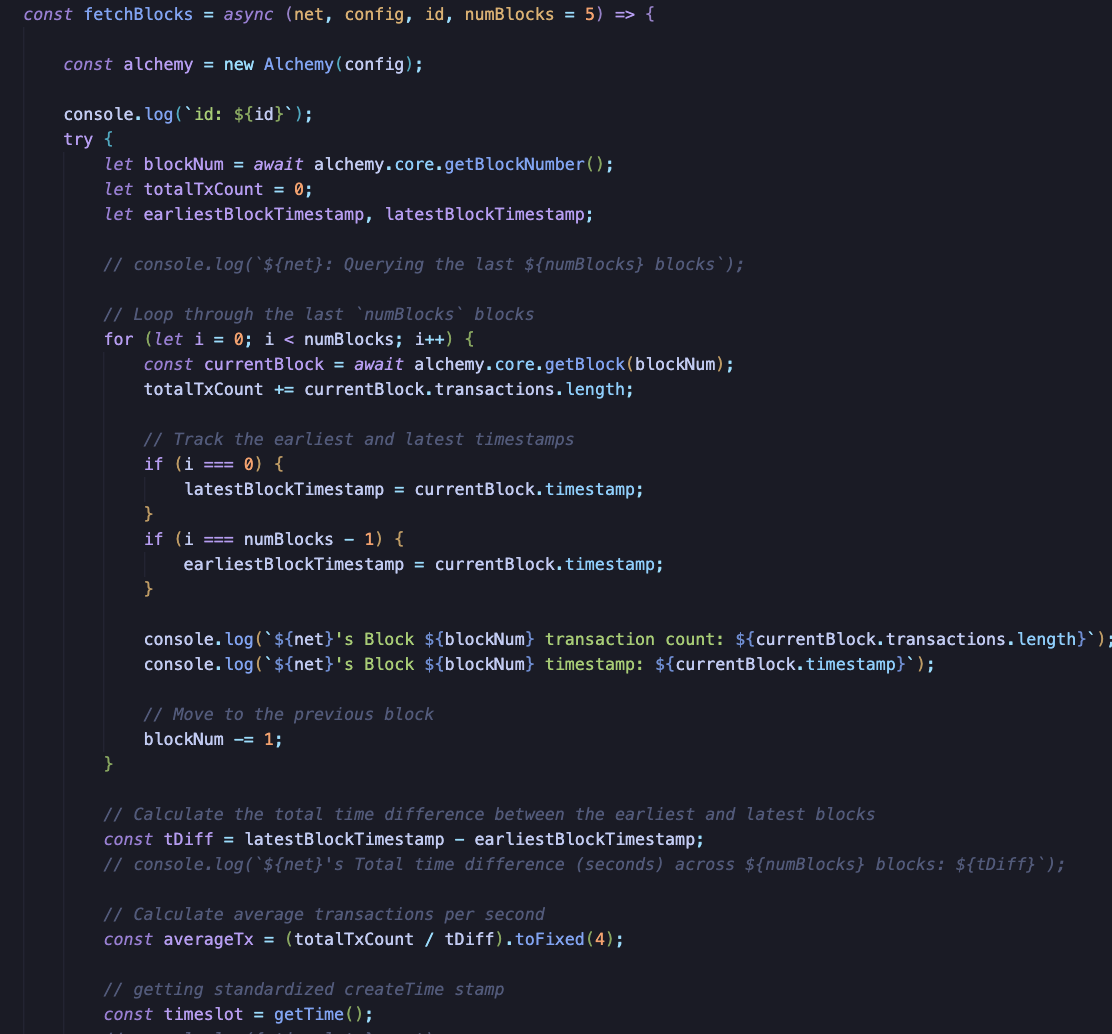 const fetchBlocks = async (net, config, id, numBlocks = 5) => {
const alchemy = new Alchemy(config);
console.log(`id: ${id}`);
try {
let blockNum = await alchemy.core.getBlockNumber();
let totalTxCount = 0;
let earliestBlockTimestamp, latestBlockTimestamp;
// console.log(`${net}: Querying the last ${numBlocks} blocks`);
// Loop through the last `numBlocks` blocks
for (let i = 0; i < numBlocks; i++) {
const currentBlock = await alchemy.core.getBlock(blockNum);
totalTxCount += currentBlock.transactions.length;
// Track the earliest and latest timestamps
if (i === 0) {
latestBlockTimestamp = currentBlock.timestamp;
}
if (i === numBlocks - 1) {
earliestBlockTimestamp = currentBlock.timestamp;
}
console.log(`${net}'s Block ${blockNum} transaction count: ${currentBlock.transactions.length}`);
console.log(`${net}'s Block ${blockNum} timestamp: ${currentBlock.timestamp}`);
// Move to the previous block
blockNum -= 1;
}
// Calculate the total time difference between the earliest and latest blocks
const tDiff = latestBlockTimestamp - earliestBlockTimestamp;
// console.log(`${net}'s Total time difference (seconds) across ${numBlocks} blocks: ${tDiff}`);
// Calculate average transactions per second
const averageTx = (totalTxCount / tDiff).toFixed(4);
// getting standardized createTime stamp
const timeslot = getTime();